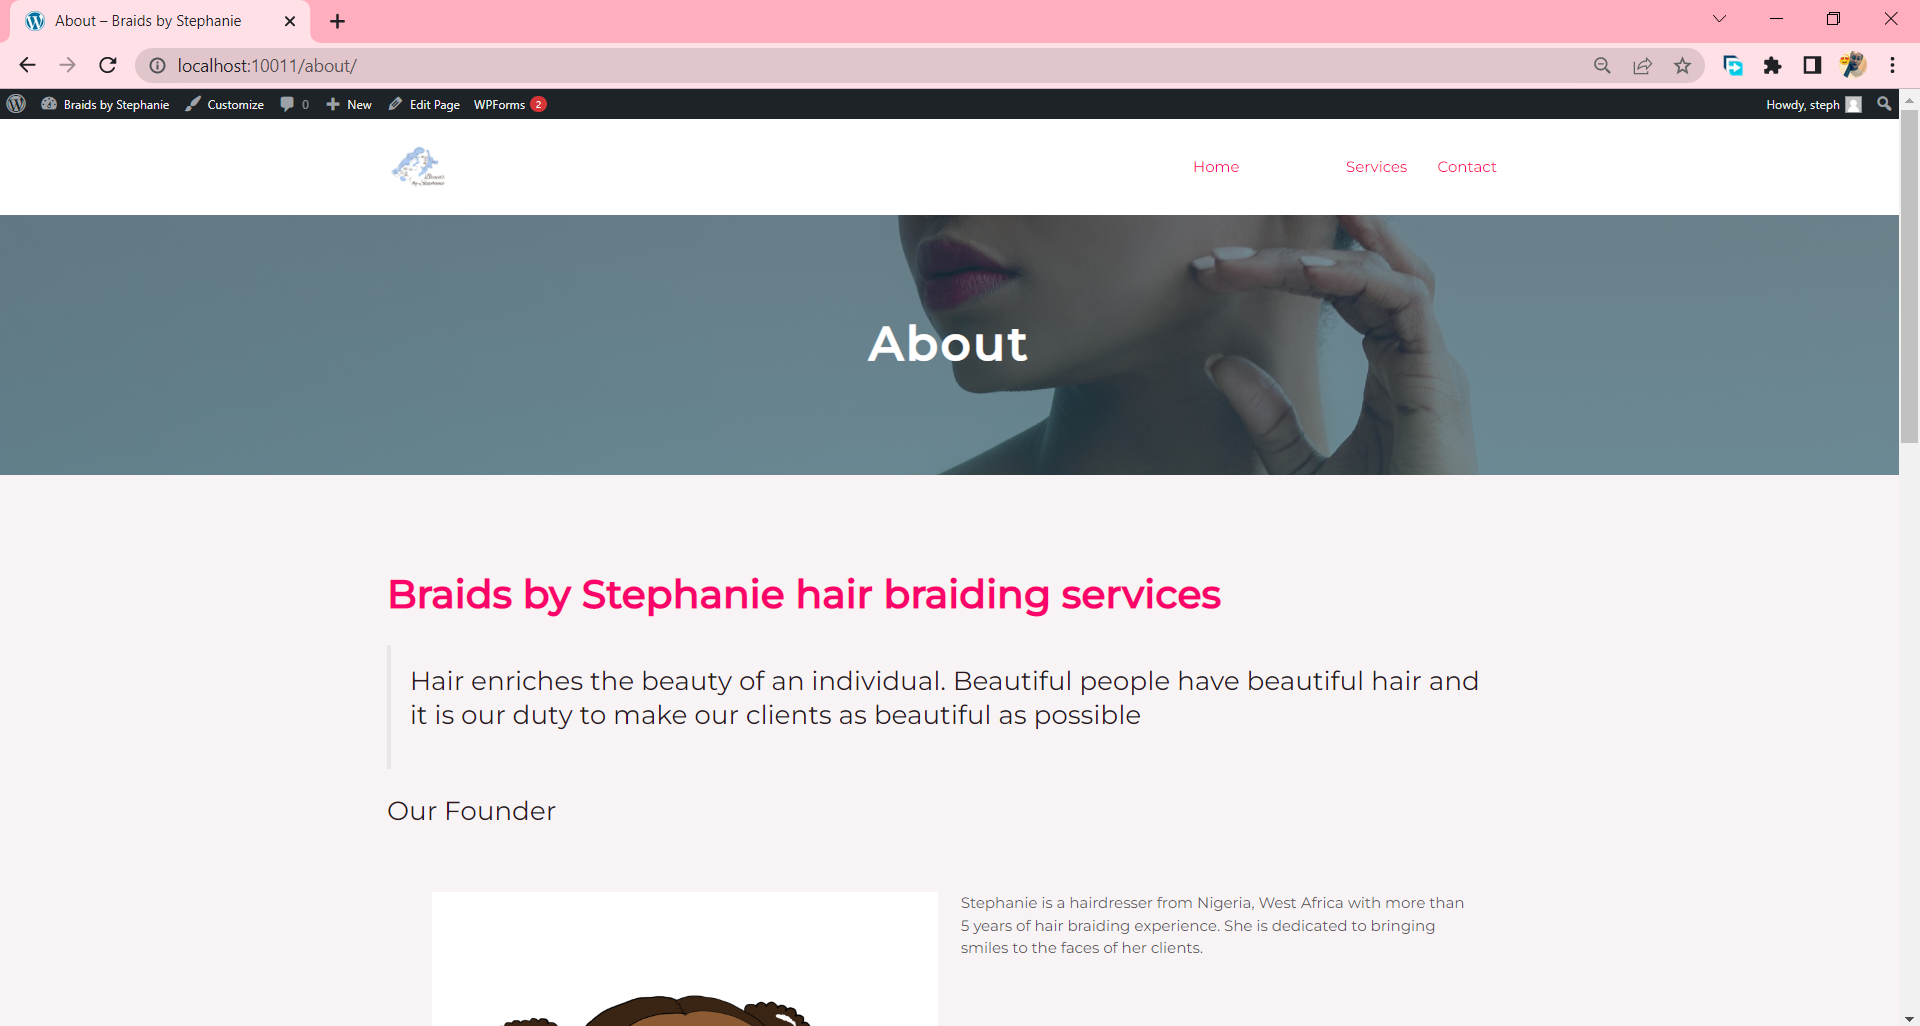 About – Braids by Stephanie
localhost:10011/about/
Braids by Stephanie Customize 0 New Edit Page WPForms 2 Howdy, steph
Braids
by Stephanie
Home Services Contact
About
Braids by Stephanie hair braiding services
Hair enriches the beauty of an individual. Beautiful people have beautiful hair and
it is our duty to make our clients as beautiful as possible
Our Founder
Stephanie is a hairdresser from Nigeria, West Africa with more than
5 years of hair braiding experience. She is dedicated to bringing
smiles to the faces of her clients.